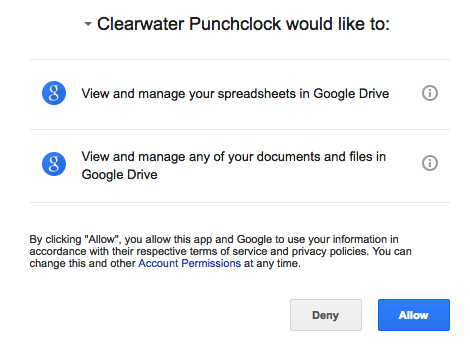 Clearwater Punchclock would like to:
g View and manage your spreadsheets in Google Drive i
g View and manage any of your documents and files in i
Google Drive
By clicking "Allow", you allow this app and Google to use your information in
accordance with their respective terms of service and privacy policies. You can
change this and other Account Permissions at any time.
Deny Allow